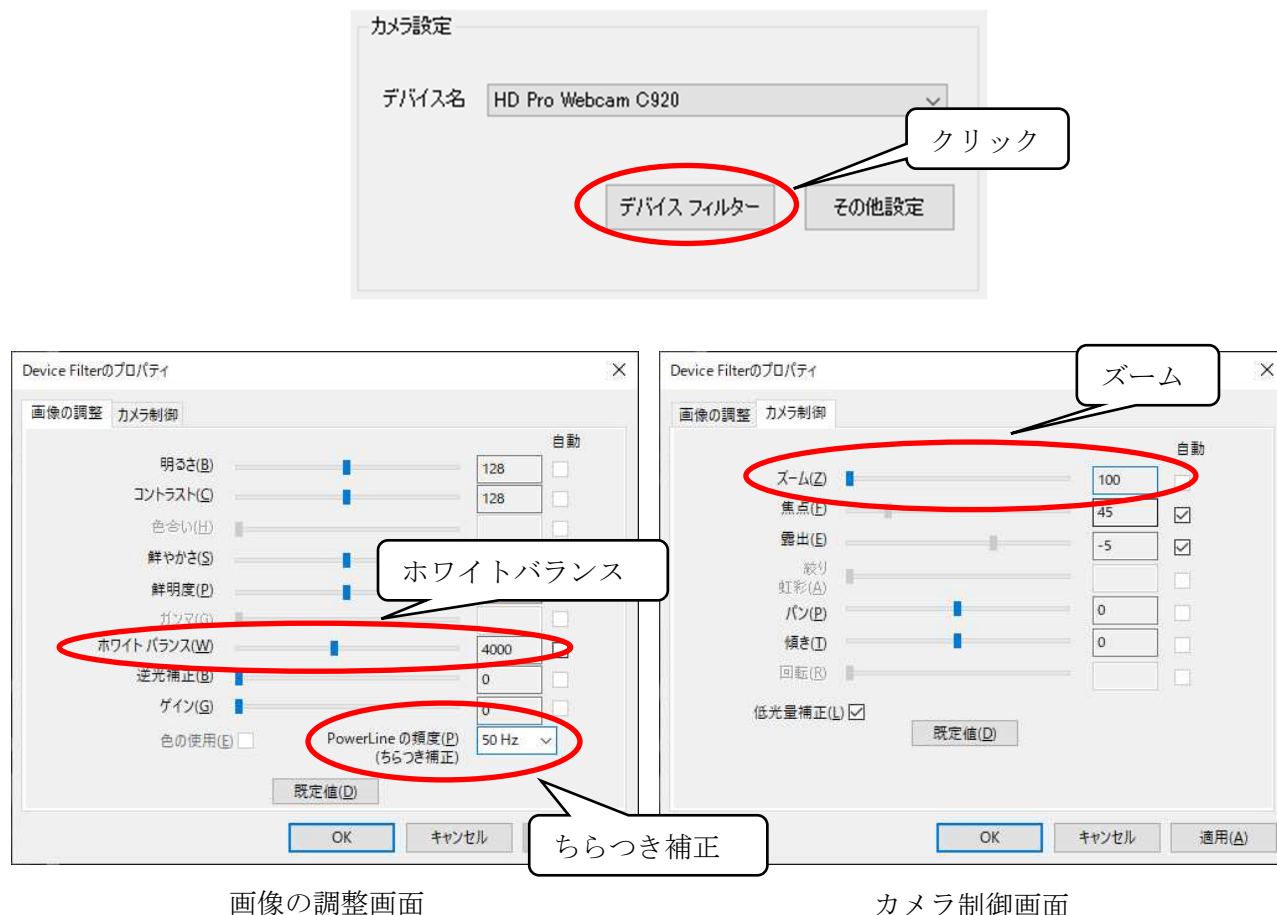 カメラ設定
デバイス名 HD Pro Webcam C920
クリック
デバイス フィルター その他設定
Device Filterのプロパティ
画像の調整 カメラ制御
自動
明るさ(B) 128
コントラスト(C) 128
色合い(H)
鮮やかさ(S)
鮮明度(P)
ガンマ(G)
ホワイトバランス
ホワイト バランス(W) 4000
逆光補正(B) 0
ゲイン(G) 0
色の使用(E) PowerLine の頻度(P) 50 Hz
(ちらつき補正)
既定値(D)
OK キャンセル
ちらつき補正
画像の調整画面
Device Filterのプロパティ
ズーム
画像の調整 カメラ制御
自動
ズーム(Z) 100
焦点(F) 45
露出(E) -5
絞り
虹彩(A)
パン(P) 0
傾き(T) 0
回転(R)
低光量補正(L)
既定値(D)
OK キャンセル 適用(A)
カメラ制御画面